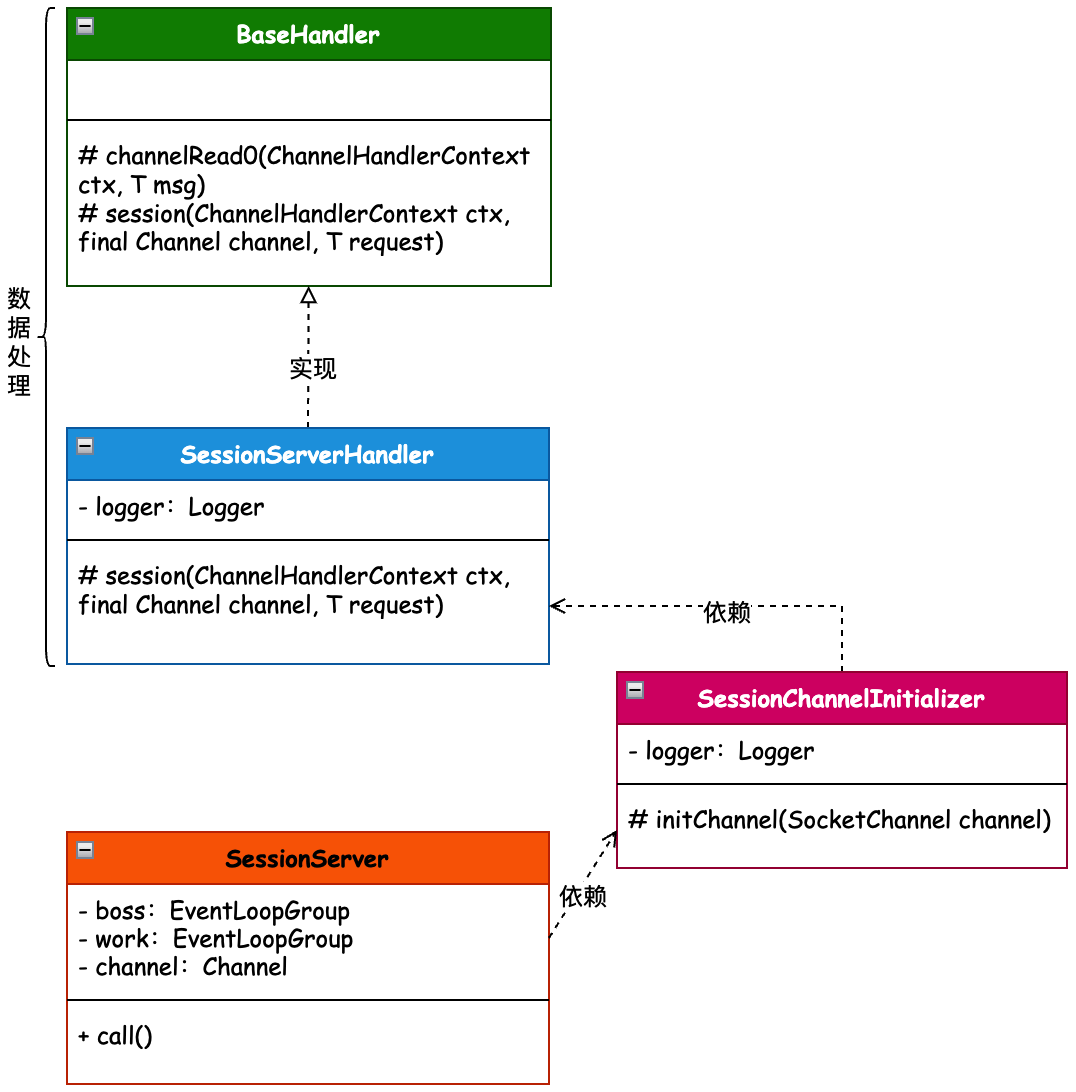 BaseHandler
# channelRead0(ChannelHandlerContext
ctx, T msg)
# session(ChannelHandlerContext ctx,
final Channel channel, T request)
数据处理
实现
SessionServerHandler
- logger：Logger
# session(ChannelHandlerContext ctx,
final Channel channel, T request)
依赖
SessionChannelInitializer
- logger：Logger
# initChannel(SocketChannel channel)
依赖
SessionServer
- boss：EventLoopGroup
- work：EventLoopGroup
- channel：Channel
+ call()